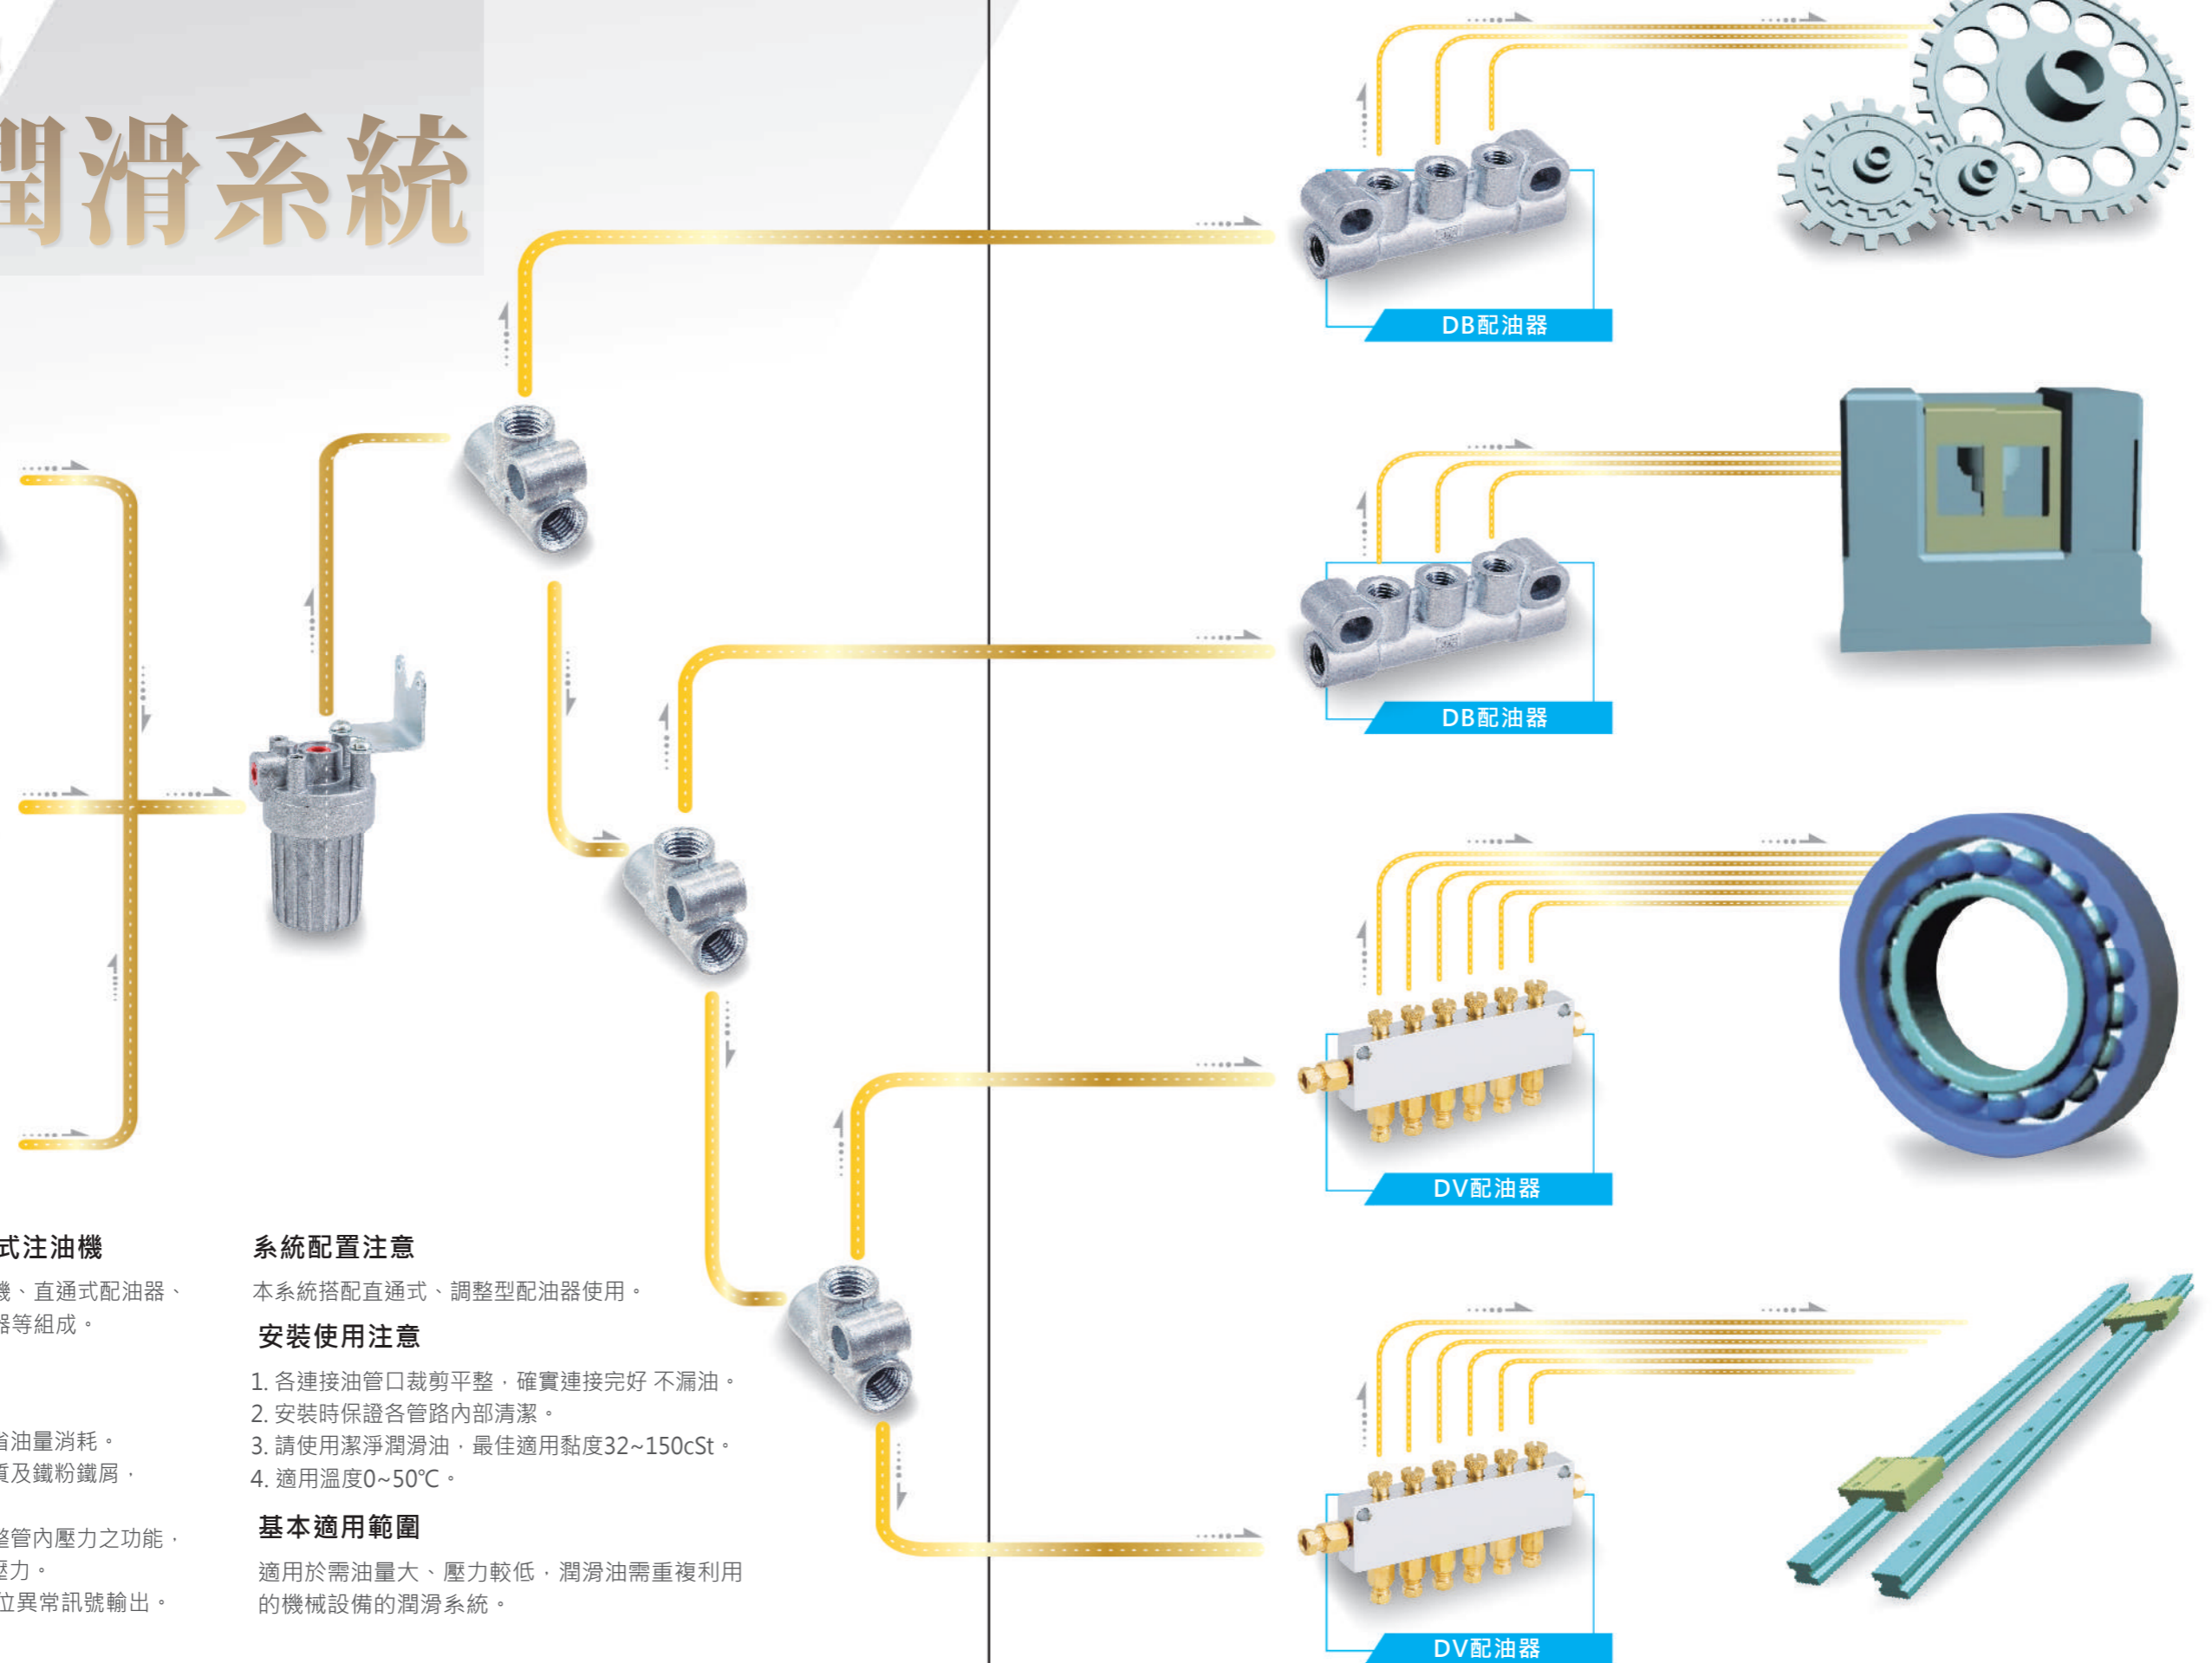 潤滑系統
DB配油器
DB配油器
DV配油器
DV配油器
式注油機
機、直通式配油器、
器等組成。
省油量消耗。
質及鐵粉鐵屑，
整管內壓力之功能，
壓力。
位異常訊號輸出。
系統配置注意
本系統搭配直通式、調整型配油器使用。
安裝使用注意
1. 各連接油管口裁剪平整，確實連接完好 不漏油。
2. 安裝時保證各管路內部清潔。
3. 請使用潔淨潤滑油，最佳適用黏度32~150cSt。
4. 適用溫度0~50℃。
基本適用範圍
適用於需油量大、壓力較低，潤滑油需重複利用
的機械設備的潤滑系統。